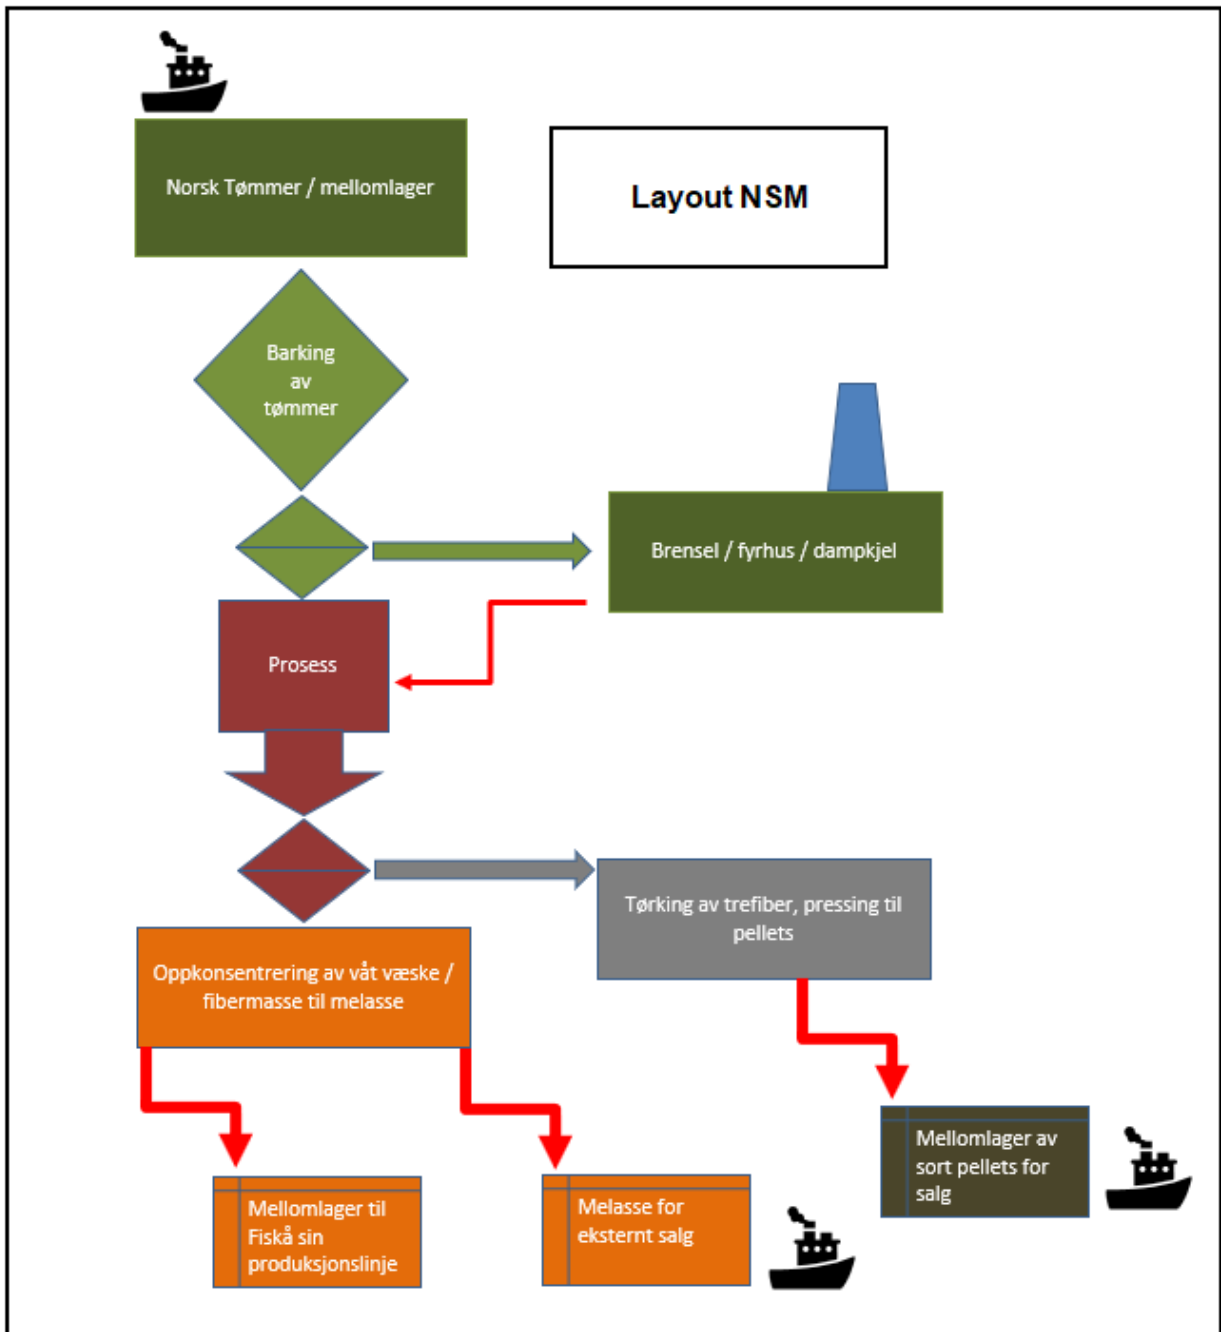 Norsk Tømmer / mellomlager
Layout NSM
Barking
av
tømmer
Brensel / fyrhus / dampkjel
Prosess
Tørking av trefiber, pressing til
pellets
Oppkonsentrering av våt væske /
fibermasse til melasse
Mellomlager av
sort pellets for
salg
Mellomlager til
Fiskå sin
produksjonslinje
Melasse for
eksternt salg